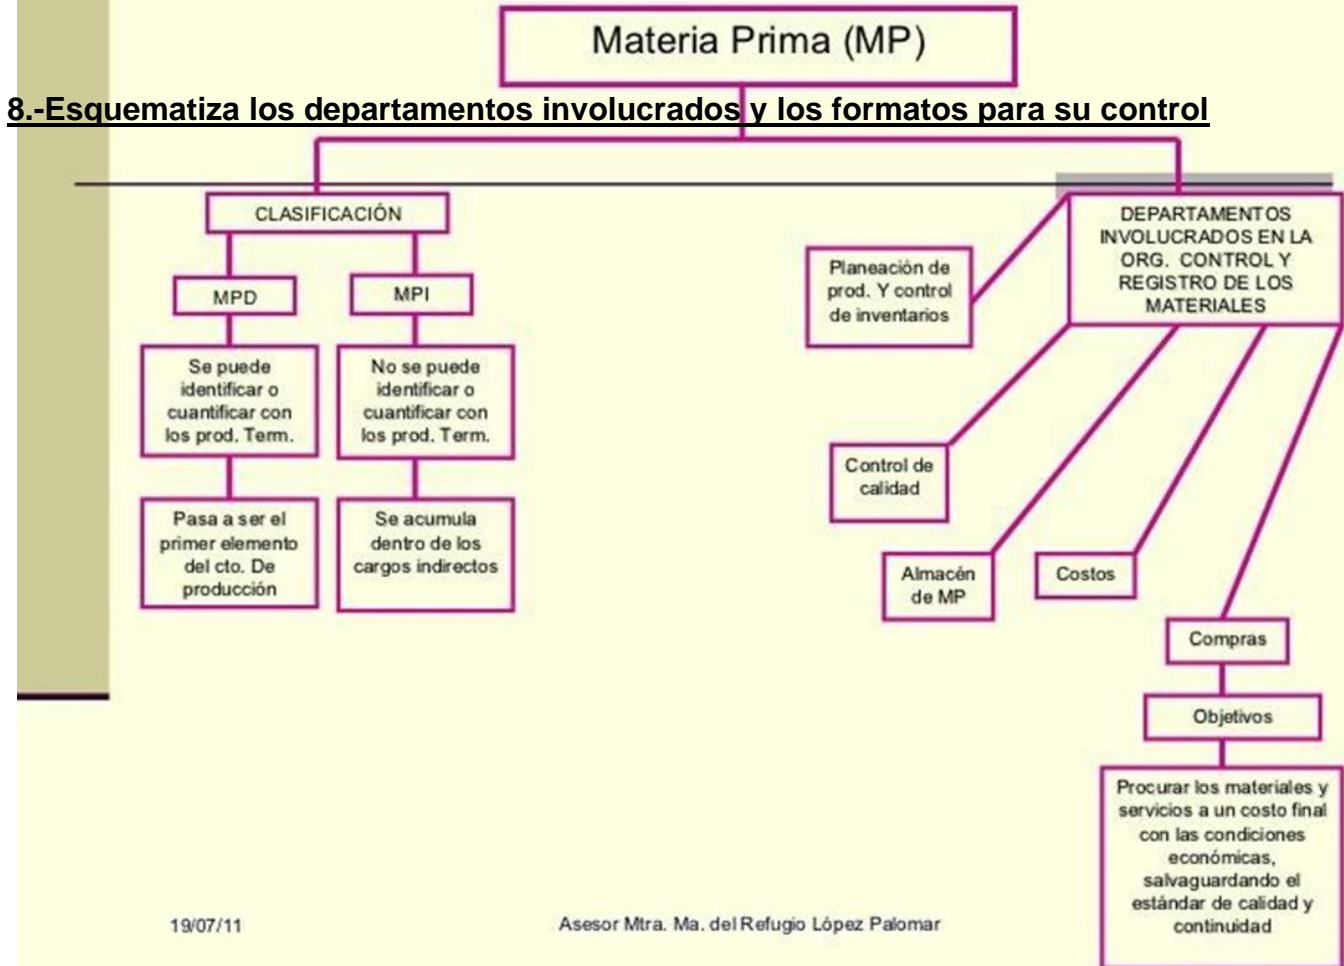 Materia Prima (MP)
8.-Esquematiza los departamentos involucrados y los formatos para su control
CLASIFICACIÓN
MPD
Se puede
identificar o
cuantificar con
los prod. Term.
Pasa a ser el
primer elemento
del cto. De
producción
MPI
No se puede
identificar o
cuantificar con
los prod. Term.
Se acumula
dentro de los
cargos indirectos
DEPARTAMENTOS
INVOLUCRADOS EN LA
ORG. CONTROL Y
REGISTRO DE LOS
MATERIALES
Planeación de
prod. Y control
de inventarios
Control de
calidad
Almacén
de MP
Costos
Compras
Objetivos
Procurar los materiales y
servicios a un costo final
con las condiciones
económicas,
salvaguardando el
estándar de calidad y
continuidad
19/07/11
Asesor Mtra. Ma. del Refugio López Palomar